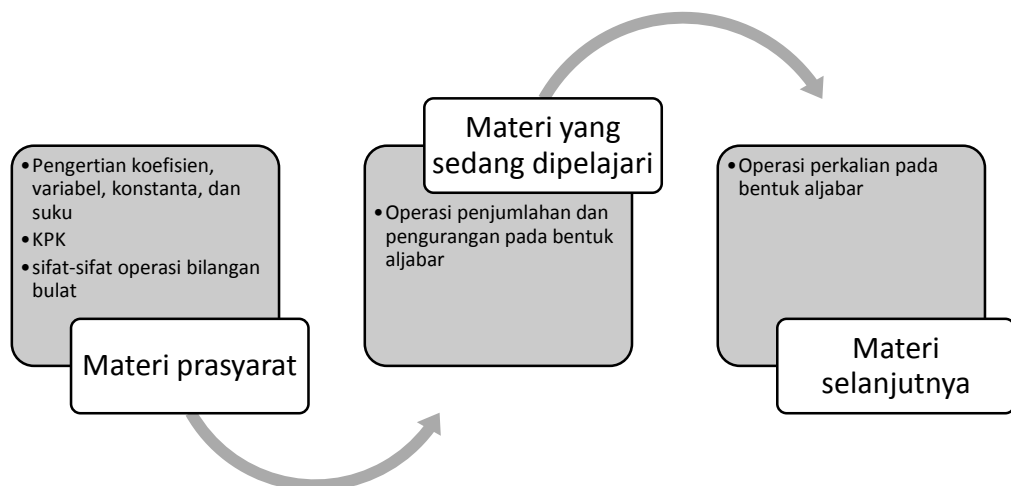 •Pengertian koefisien,
variabel, konstanta, dan
suku
•KPK
•sifat-sifat operasi bilangan
bulat
Materi prasyarat
Materi yang
sedang dipelajari
•Operasi penjumlahan dan
pengurangan pada bentuk
aljabar
•Operasi perkalian pada
bentuk aljabar
Materi
selanjutnya